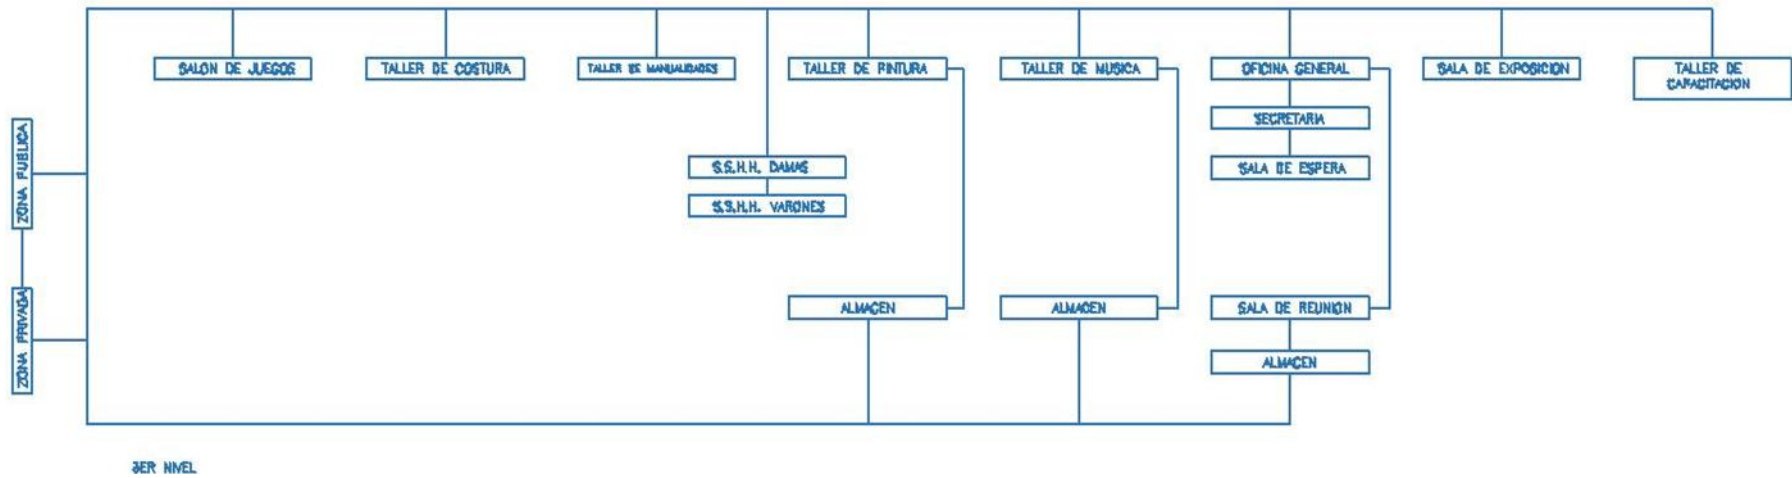 SALON DE JUEGOS
TALLER DE COSTURA
TALLER DE MANUALIDADES
TALLER DE PINTURA
TALLER DE MUSICA
OFICINA GENERAL
SALA DE EXPOSICION
TALLER DE
CAPACITACION
SECRETARIA
ZONA PUBLICA
S.S.H.H. DAMAS
SALA DE ESPERA
S.S.H.H. VARONES
ZONA PRIVADA
ALMACEN
ALMACEN
SALA DE REUNION
ALMACEN
3ER NIVEL